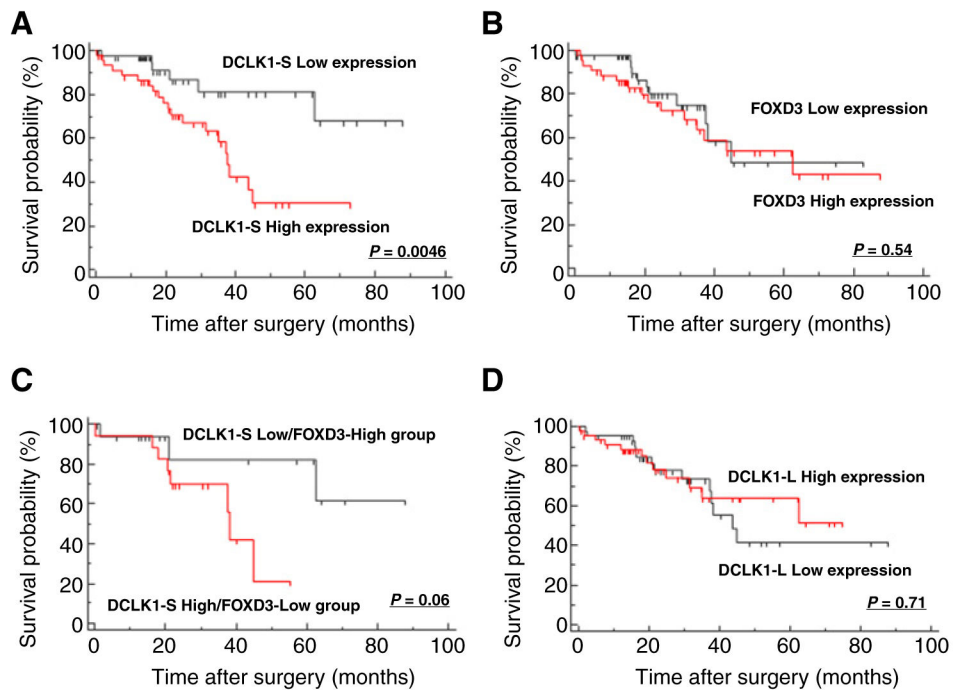 A
100
80
60
40
20
0
Survival probability (%)
DCLK1-S Low expression
DCLK1-S High expression
P = 0.0046
0 20 40 60 80 100
Time after surgery (months)
B
100
80
60
40
20
0
Survival probability (%)
FOXD3 Low expression
FOXD3 High expression
P = 0.54
0 20 40 60 80 100
Time after surgery (months)
C
100
80
60
40
20
0
Survival probability (%)
DCLK1-S Low/FOXD3-High group
DCLK1-S High/FOXD3-Low group
P = 0.06
0 20 40 60 80 100
Time after surgery (months)
D
100
80
60
40
20
0
Survival probability (%)
DCLK1-L High expression
DCLK1-L Low expression
P = 0.71
0 20 40 60 80 100
Time after surgery (months)